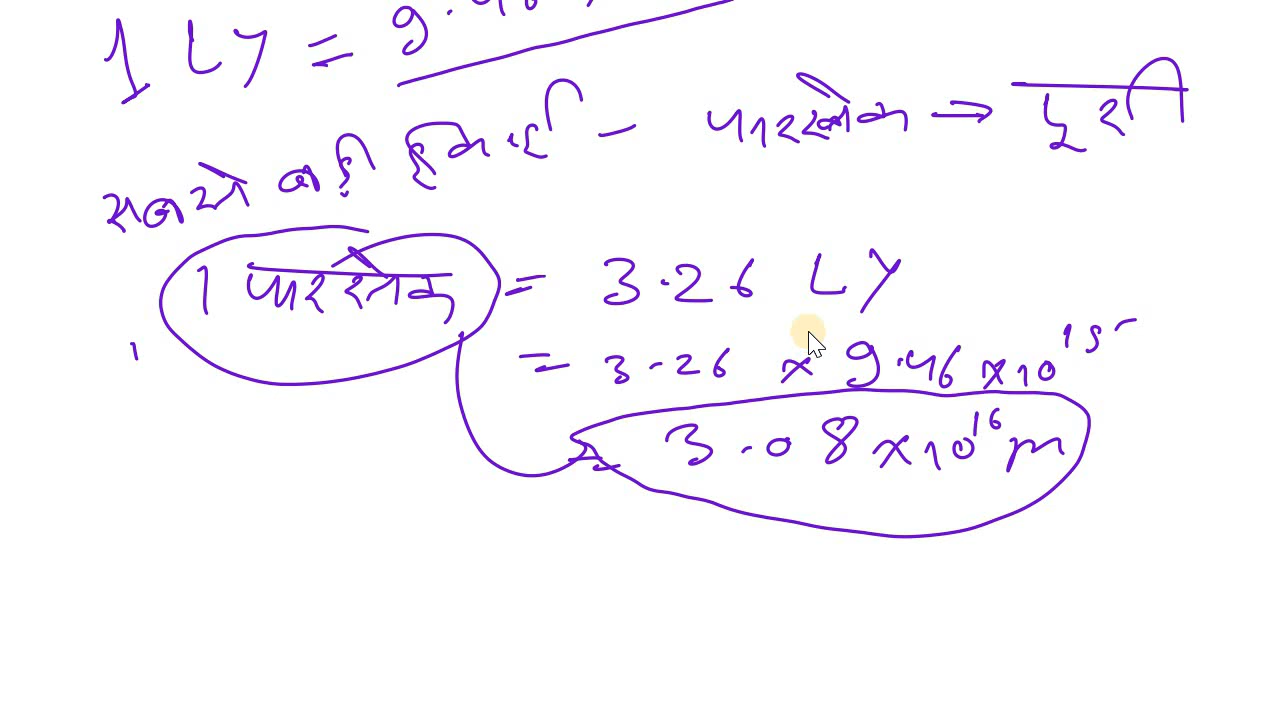 1 LY = 9.46
सबसे बड़ी इकाई - पारसेक → दूरी
1 पारसेक = 3.26 LY
= 3.26 × 9.46 × 10¹⁵
= 3.08 × 10¹⁶ m